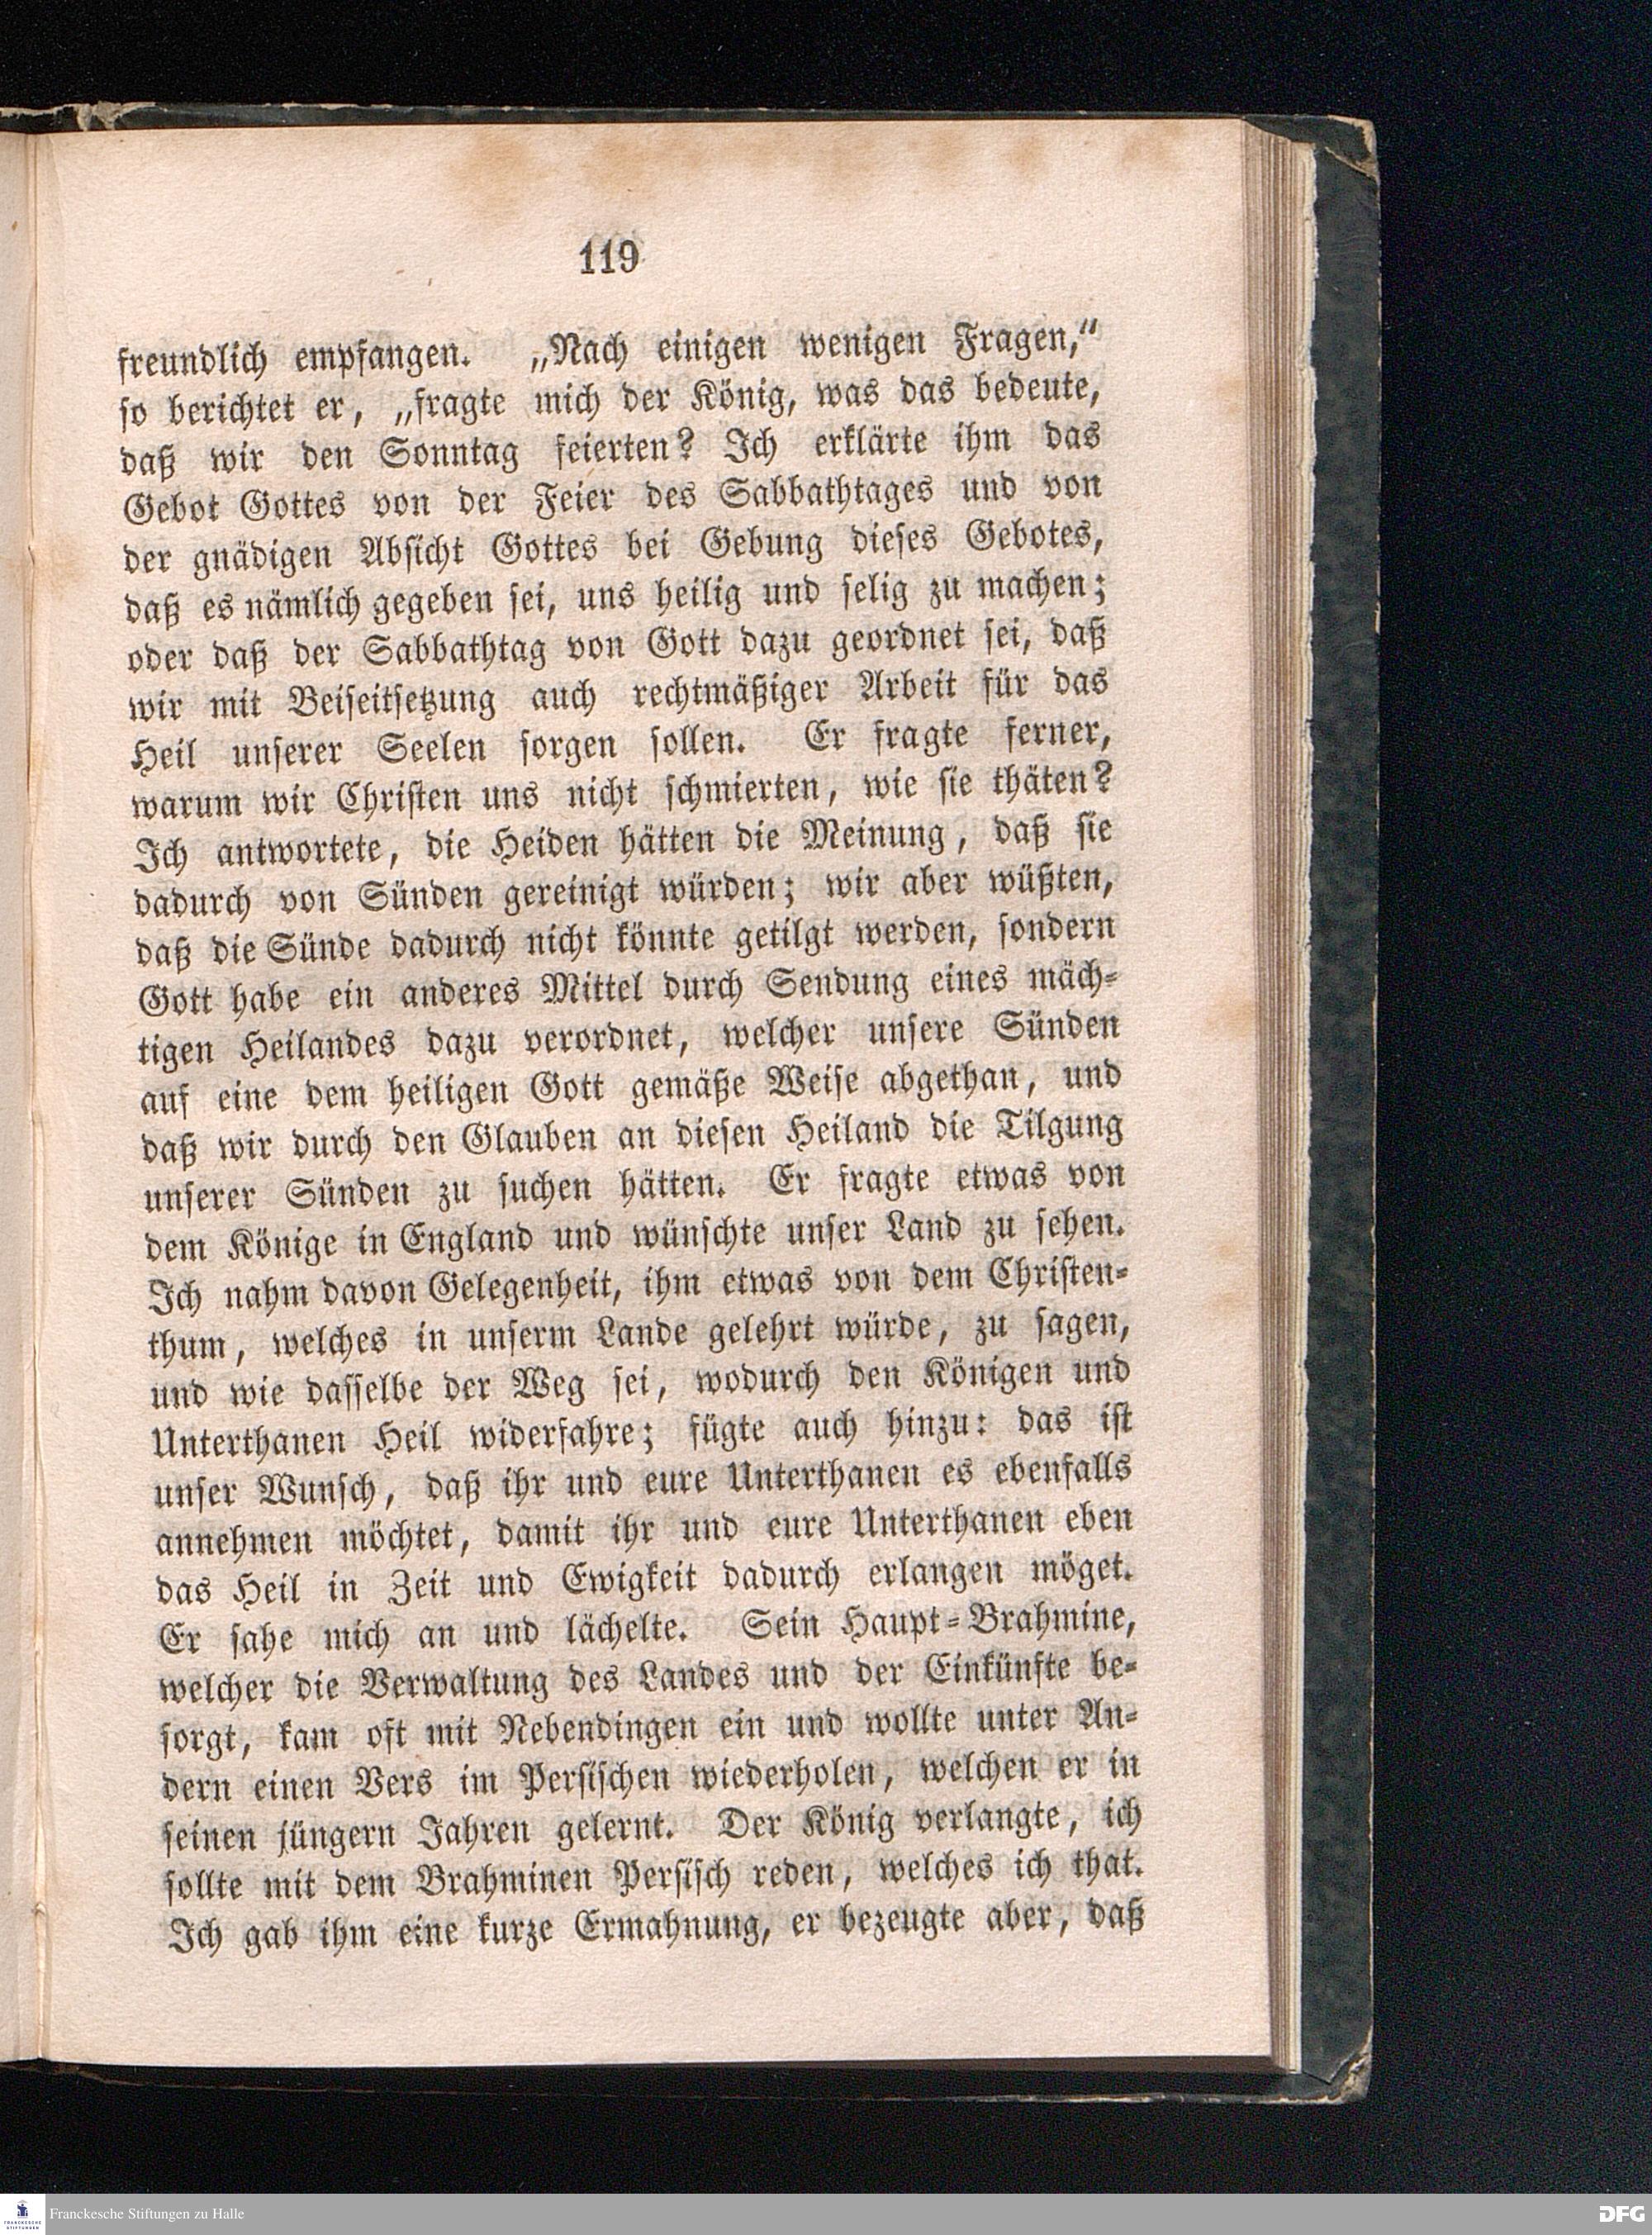 119
freundlich empfangen. „Nach einigen wenigen Fragen,“
so berichtet er, „fragte mich der König, was das bedeute,
daß wir den Sonntag feierten? Ich erklärte ihm das
Gebot Gottes von der Feier des Sabbathtages und von
der gnädigen Absicht Gottes bei Gebung dieses Gebotes,
daß es nämlich gegeben sei, uns heilig und selig zu machen;
oder daß der Sabbathtag von Gott dazu geordnet sei, daß
wir mit Beiseitsetzung auch rechtmäßiger Arbeit für das
Heil unserer Seelen sorgen sollen. Er fragte ferner,
warum wir Christen uns nicht schmierten, wie sie thäten?
Ich antwortete, die Heiden hätten die Meinung, daß sie
dadurch von Sünden gereinigt würden; wir aber wüßten,
daß die Sünde dadurch nicht könnte getilgt werden, sondern
Gott habe ein anderes Mittel durch Sendung eines mäch-
tigen Heilandes dazu verordnet, welcher unsere Sünden
auf eine dem heiligen Gott gemäße Weise abgethan, und
daß wir durch den Glauben an diesen Heiland die Tilgung
unserer Sünden zu suchen hätten. Er fragte etwas von
dem Könige in England und wünschte unser Land zu sehen.
Ich nahm davon Gelegenheit, ihm etwas von dem Christen-
thum, welches in unserm Lande gelehrt würde, zu sagen,
und wie dasselbe der Weg sei, wodurch den Königen und
Unterthanen Heil widerfahre; fügte auch hinzu: das ist
unser Wunsch, daß ihr und eure Unterthanen es ebenfalls
annehmen möchtet, damit ihr und eure Unterthanen eben
das Heil in Zeit und Ewigkeit dadurch erlangen möget.
Er sahe mich an und lächelte. Sein Haupt-Brahmine,
welcher die Verwaltung des Landes und der Einkünfte be-
sorgt, kam oft mit Nebendingen ein und wollte unter An-
dern einen Vers im Persischen wiederholen, welchen er in
seinen jüngern Jahren gelernt. Der König verlangte, ich
sollte mit dem Brahminen Persisch reden, welches ich that.
Ich gab ihm eine kurze Ermahnung, er bezeugte aber, daß
FRANCKESCHE
STIFTUNGEN
Franckesche Stiftungen zu Halle
DFG